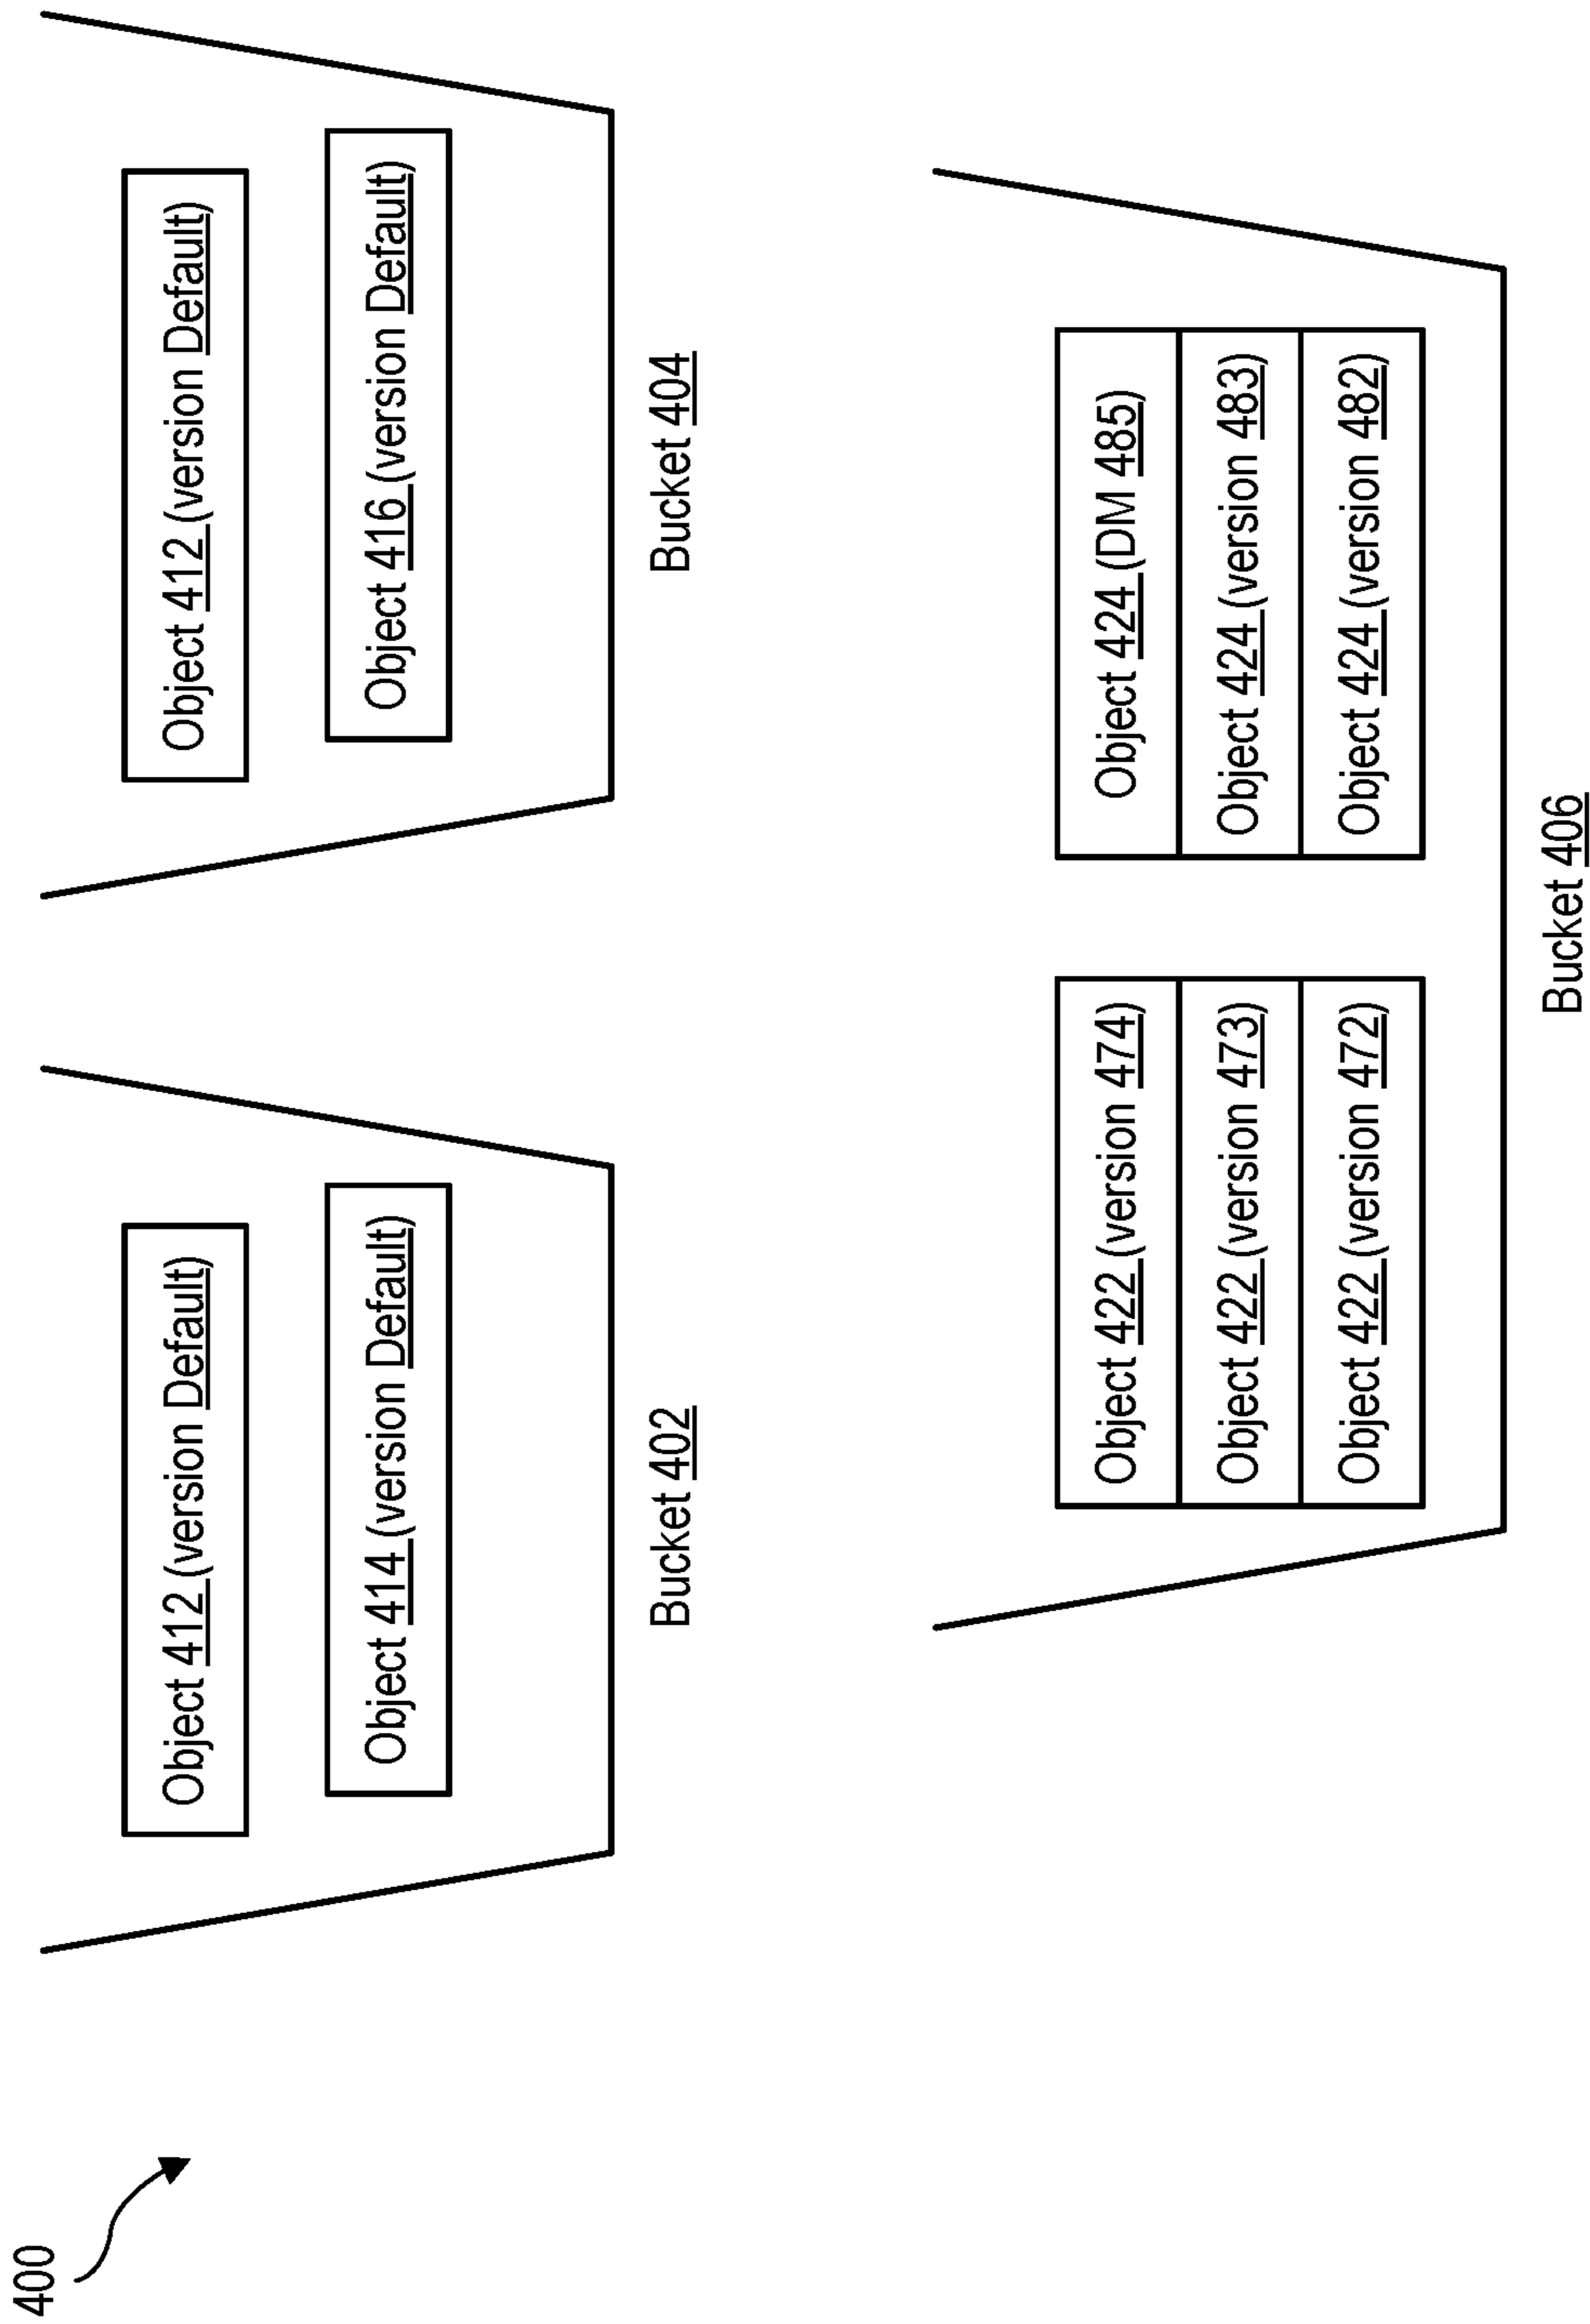 400
Object 412 (version Default)
Object 414 (version Default)
Bucket 402
Object 412 (version Default)
Object 416 (version Default)
Bucket 404
Object 422 (version 474)
Object 422 (version 473)
Object 422 (version 472)
Object 424 (DM 485)
Object 424 (version 483)
Object 424 (version 482)
Bucket 406